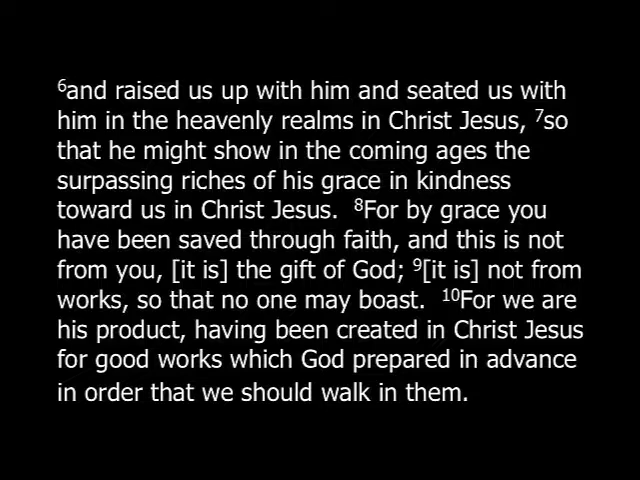 ⁶and raised us up with him and seated us with
him in the heavenly realms in Christ Jesus, ⁷so
that he might show in the coming ages the
surpassing riches of his grace in kindness
toward us in Christ Jesus.  ⁸For by grace you
have been saved through faith, and this is not
from you, [it is] the gift of God; ⁹[it is] not from
works, so that no one may boast.  ¹⁰For we are
his product, having been created in Christ Jesus
for good works which God prepared in advance
in order that we should walk in them.